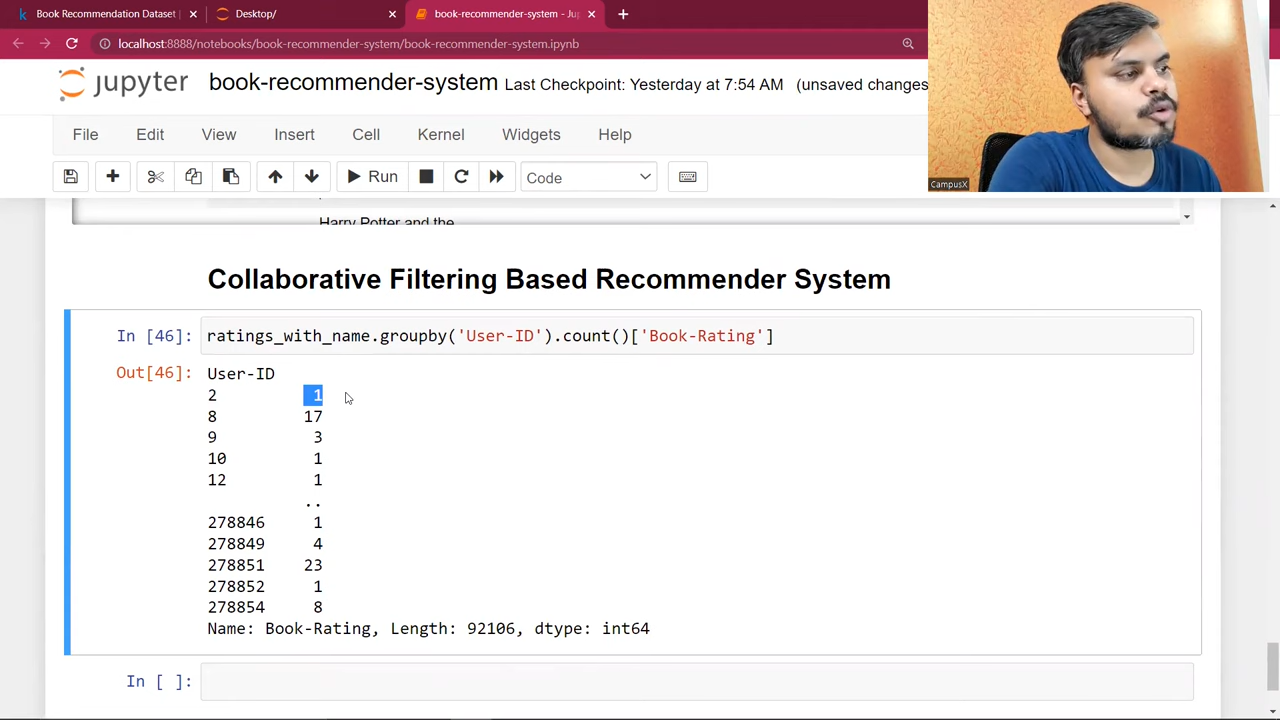 Book Recommendation Dataset
Desktop/
book-recommender-system - Ju
localhost:8888/notebooks/book-recommender-system/book-recommender-system.ipynb
jupyter book-recommender-system Last Checkpoint: Yesterday at 7:54 AM (unsaved changes
File Edit View Insert Cell Kernel Widgets Help
Run Code
CampusX
Harry Potter and the
Collaborative Filtering Based Recommender System
In [46]: ratings_with_name.groupby('User-ID').count()['Book-Rating']
Out[46]: User-ID
2 1
8 17
9 3
10 1
12 1
..
278846 1
278849 4
278851 23
278852 1
278854 8
Name: Book-Rating, Length: 92106, dtype: int64
In [ ]: